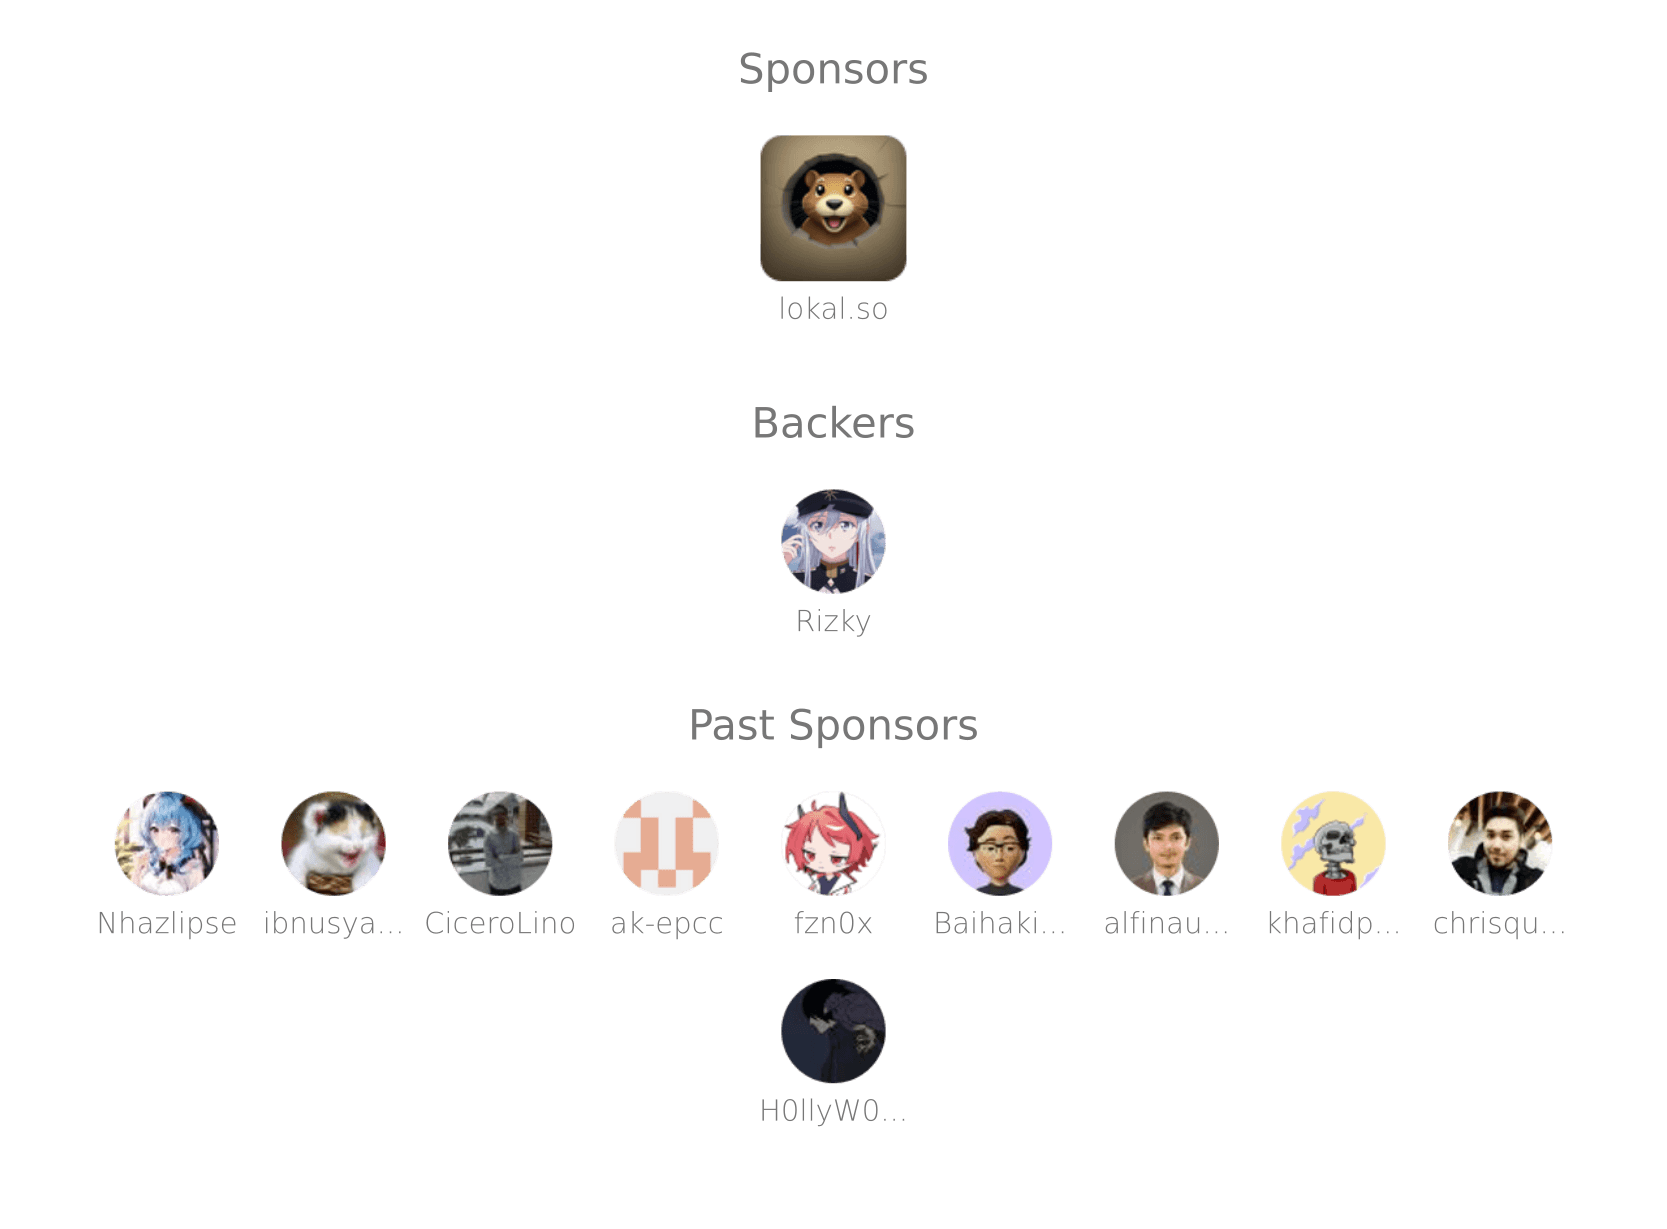 Sponsors
lokal.so
Backers
Rizky
Past Sponsors
Nhazlipse ibnusya... CiceroLino ak-epcc fzn0x Baihaki... alfinau... khafidp... chrisqu...
H0llyW0...